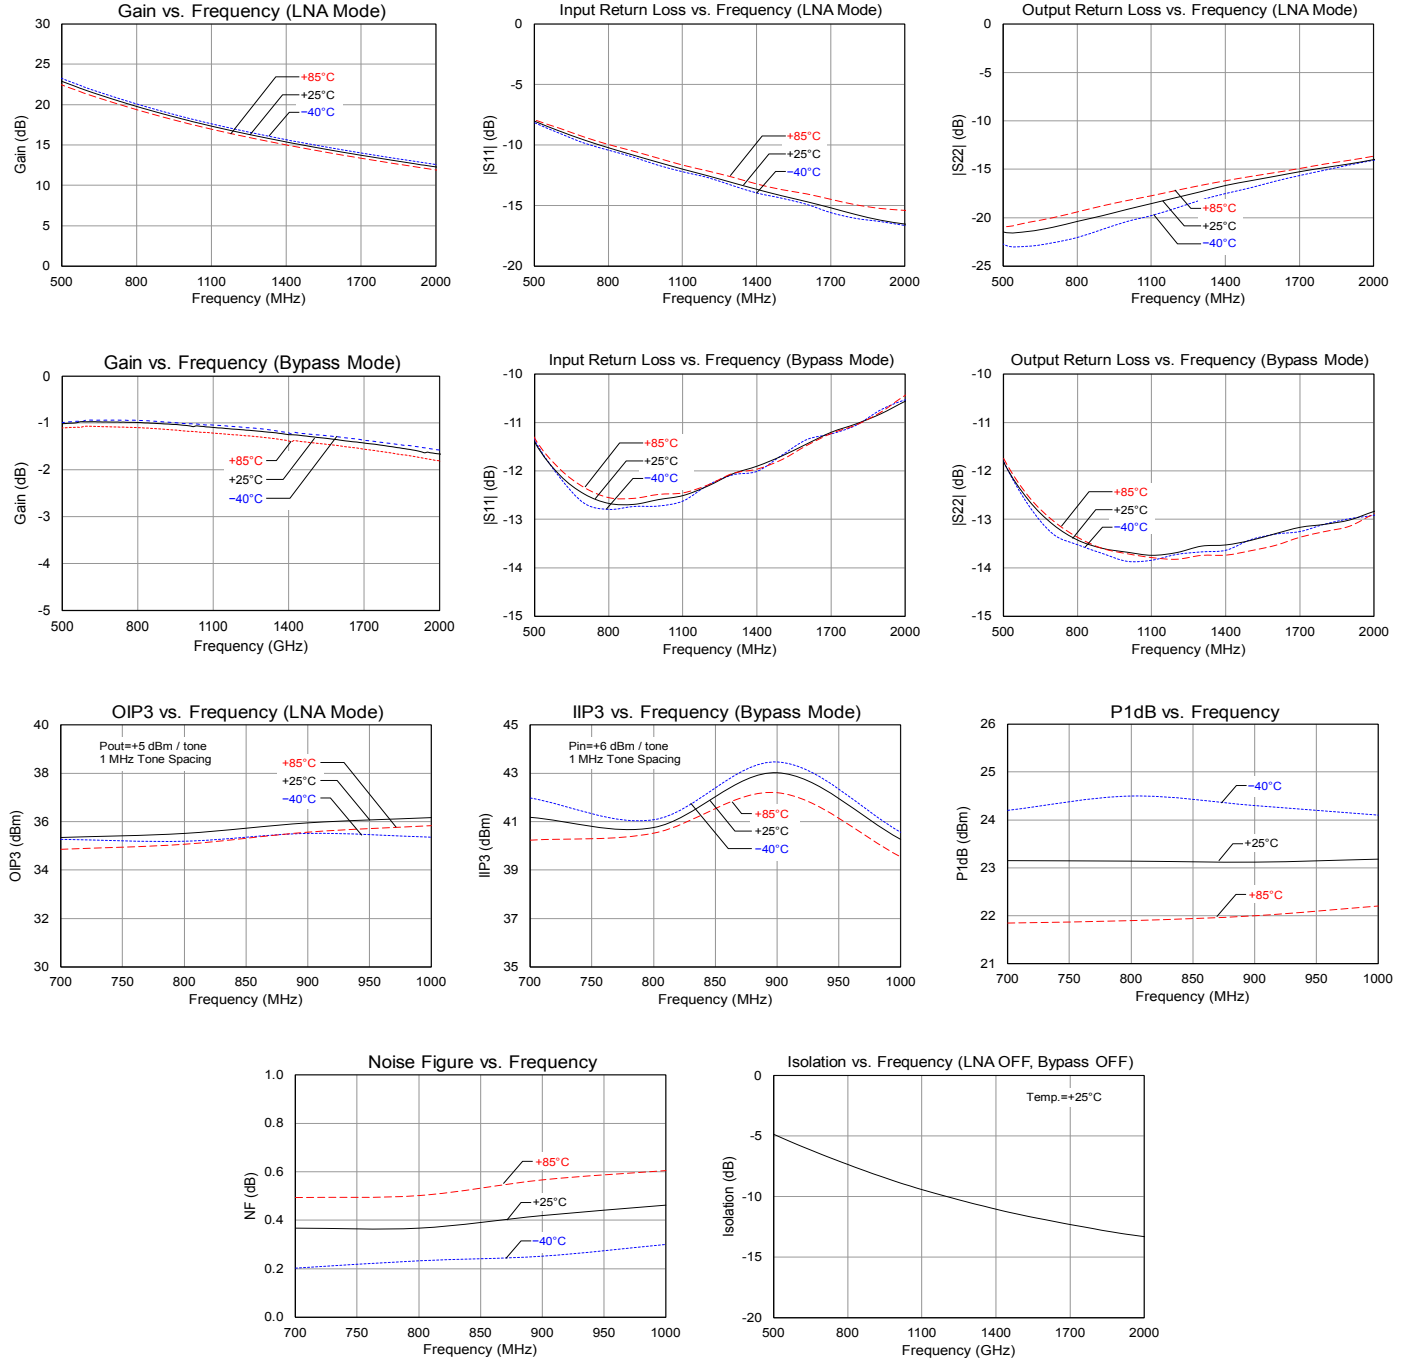 Gain vs. Frequency (LNA Mode)
30
25
20
15
10
5
0
Gain (dB)
+85°C
+25°C
−40°C
500 800 1100 1400 1700 2000
Frequency (MHz)
Input Return Loss vs. Frequency (LNA Mode)
0
-5
-10
-15
-20
|S11| (dB)
+85°C
+25°C
−40°C
500 800 1100 1400 1700 2000
Frequency (MHz)
Output Return Loss vs. Frequency (LNA Mode)
0
-5
-10
-15
-20
-25
|S22| (dB)
+85°C
+25°C
−40°C
500 800 1100 1400 1700 2000
Frequency (MHz)
Gain vs. Frequency (Bypass Mode)
0
-1
-2
-3
-4
-5
Gain (dB)
+85°C
+25°C
−40°C
500 800 1100 1400 1700 2000
Frequency (GHz)
Input Return Loss vs. Frequency (Bypass Mode)
-10
-11
-12
-13
-14
-15
|S11| (dB)
+85°C
+25°C
−40°C
500 800 1100 1400 1700 2000
Frequency (MHz)
Output Return Loss vs. Frequency (Bypass Mode)
-10
-11
-12
-13
-14
-15
|S22| (dB)
+85°C
+25°C
−40°C
500 800 1100 1400 1700 2000
Frequency (MHz)
OIP3 vs. Frequency (LNA Mode)
40
38
36
34
32
30
OIP3 (dBm)
Pout=+5 dBm / tone
1 MHz Tone Spacing
+85°C
+25°C
−40°C
700 750 800 850 900 950 1000
Frequency (MHz)
IIP3 vs. Frequency (Bypass Mode)
45
43
41
39
37
35
IIP3 (dBm)
Pin=+6 dBm / tone
1 MHz Tone Spacing
+85°C
+25°C
−40°C
700 750 800 850 900 950 1000
Frequency (MHz)
P1dB vs. Frequency
26
25
24
23
22
21
P1dB (dBm)
−40°C
+25°C
+85°C
700 750 800 850 900 950 1000
Frequency (MHz)
Noise Figure vs. Frequency
1.0
0.8
0.6
0.4
0.2
0.0
NF (dB)
+85°C
+25°C
−40°C
700 750 800 850 900 950 1000
Frequency (MHz)
Isolation vs. Frequency (LNA OFF, Bypass OFF)
0
-5
-10
-15
-20
Isolation (dB)
Temp.=+25°C
500 800 1100 1400 1700 2000
Frequency (GHz)